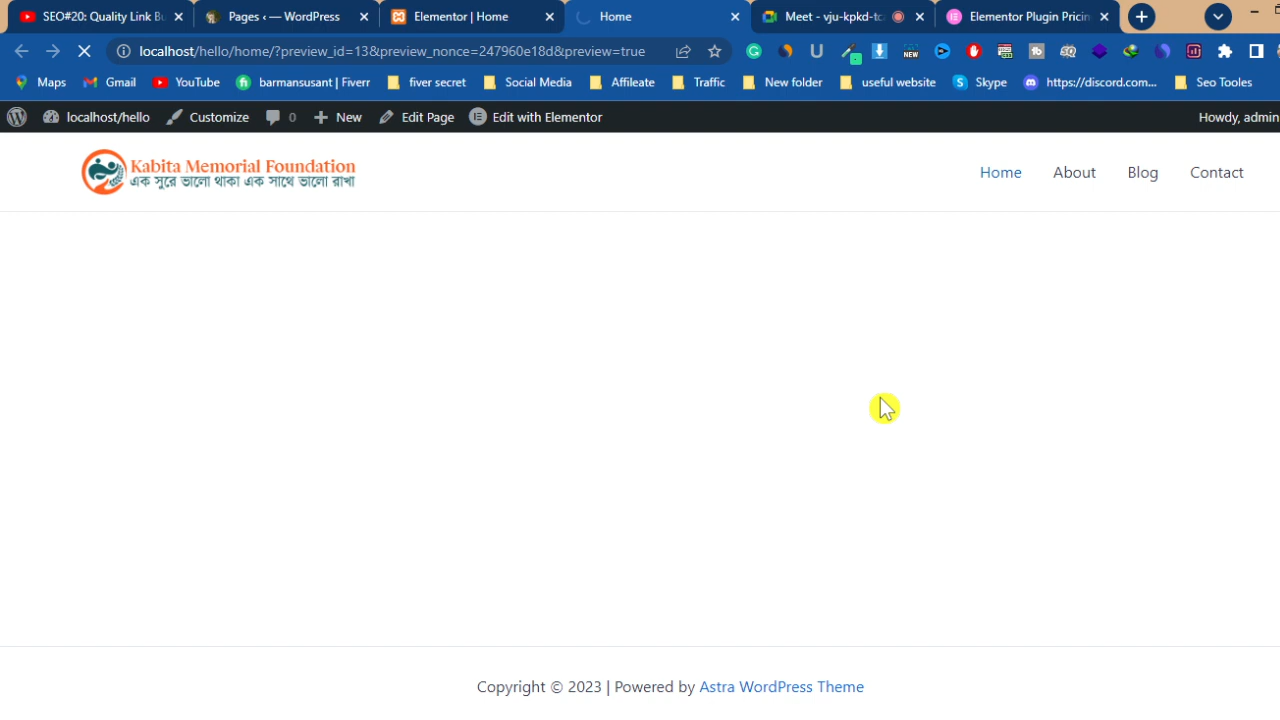 SEO#20: Quality Link Bu
Pages ‹ — WordPress
Elementor | Home
Home
Meet - vju-kpkd-tc
Elementor Plugin Pricin
localhost/hello/home/?preview_id=13&preview_nonce=247960e18d&preview=true
NEW
Maps
Gmail
YouTube
barmansusant | Fiverr
fiver secret
Social Media
Affileate
Traffic
New folder
useful website
Skype
https://discord.com...
Seo Tooles
localhost/hello
Customize
0
New
Edit Page
Edit with Elementor
Howdy, admin
Kabita Memorial Foundation
এক সুরে ভালো থাকা এক সাথে ভালো রাখা
Home
About
Blog
Contact
Copyright © 2023 | Powered by Astra WordPress Theme